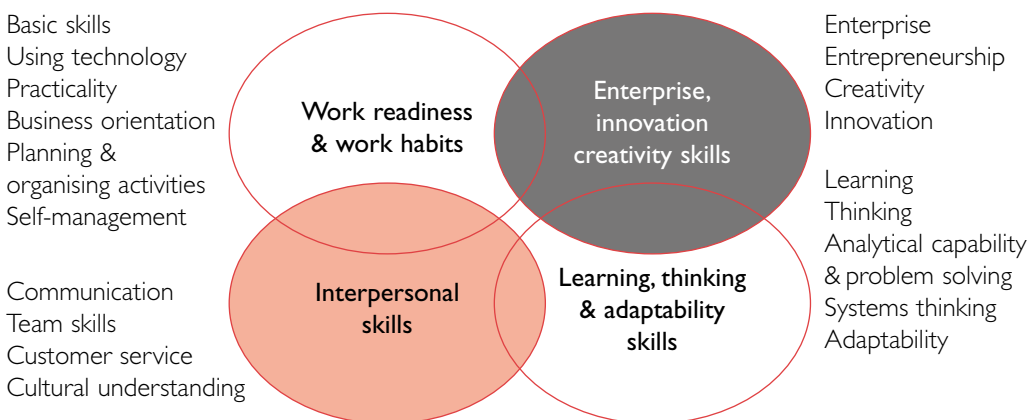 Basic skills
Using technology
Practicality
Business orientation
Planning &
organising activities
Self-management
Work readiness
& work habits
Enterprise,
innovation
creativity skills
Enterprise
Entrepreneurship
Creativity
Innovation
Communication
Team skills
Customer service
Cultural understanding
Interpersonal
skills
Learning, thinking
& adaptability
skills
Learning
Thinking
Analytical capability
& problem solving
Systems thinking
Adaptability